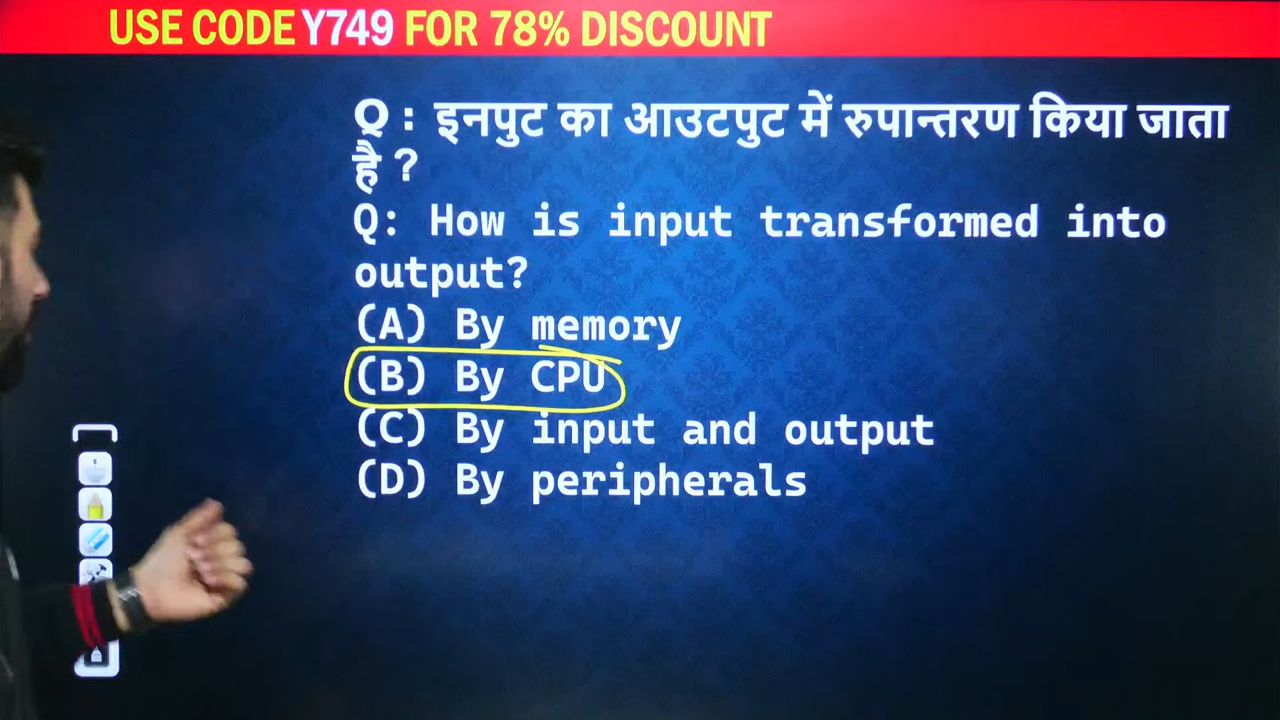 USE CODE Y749 FOR 78% DISCOUNT
Q : इनपुट का आउटपुट में रुपान्तरण किया जाता
है ?
Q: How is input transformed into
output?
(A) By memory
(B) By CPU
(C) By input and output
(D) By peripherals